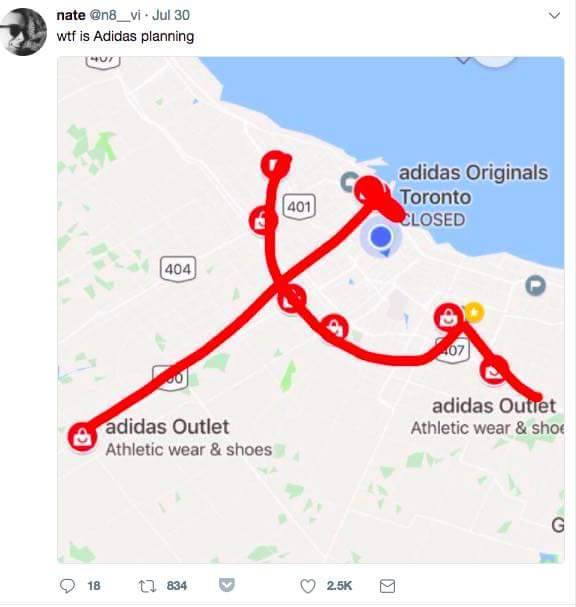 nate @n8__vi · Jul 30
wtf is Adidas planning
407
adidas Originals
Toronto
CLOSED
401
404
407
adidas Outlet
Athletic wear & shoes
adidas Outlet
Athletic wear & shoe
G
18 834 2.5K